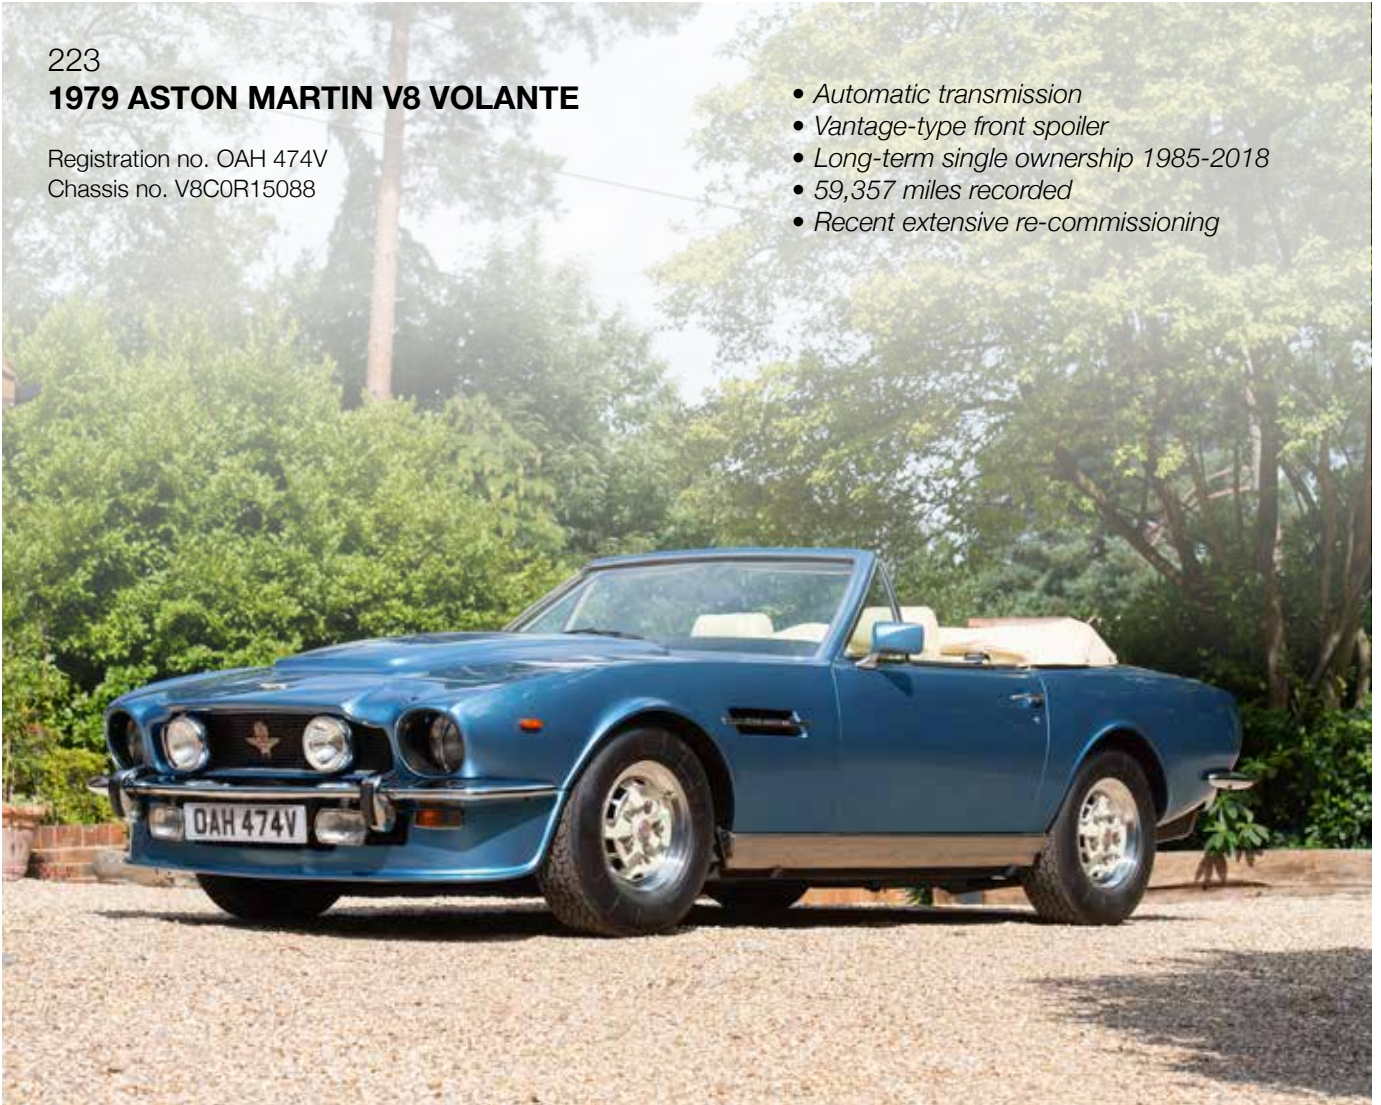 223
1979 ASTON MARTIN V8 VOLANTE
Registration no. OAH 474V
Chassis no. V8C0R15088
• Automatic transmission
• Vantage-type front spoiler
• Long-term single ownership 1985-2018
• 59,357 miles recorded
• Recent extensive re-commissioning
OAH 474V